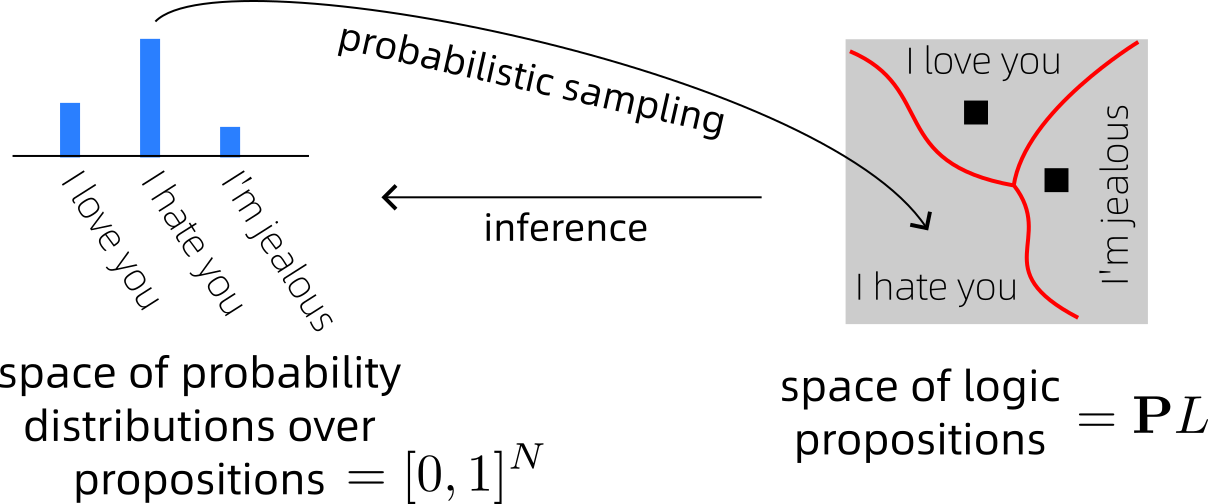 probabilistic sampling
I love you
I hate you
I'm jealous
inference
I love you
I'm jealous
I hate you
space of probability
distributions over
propositions = [0, 1]^N
space of logic
propositions = PL